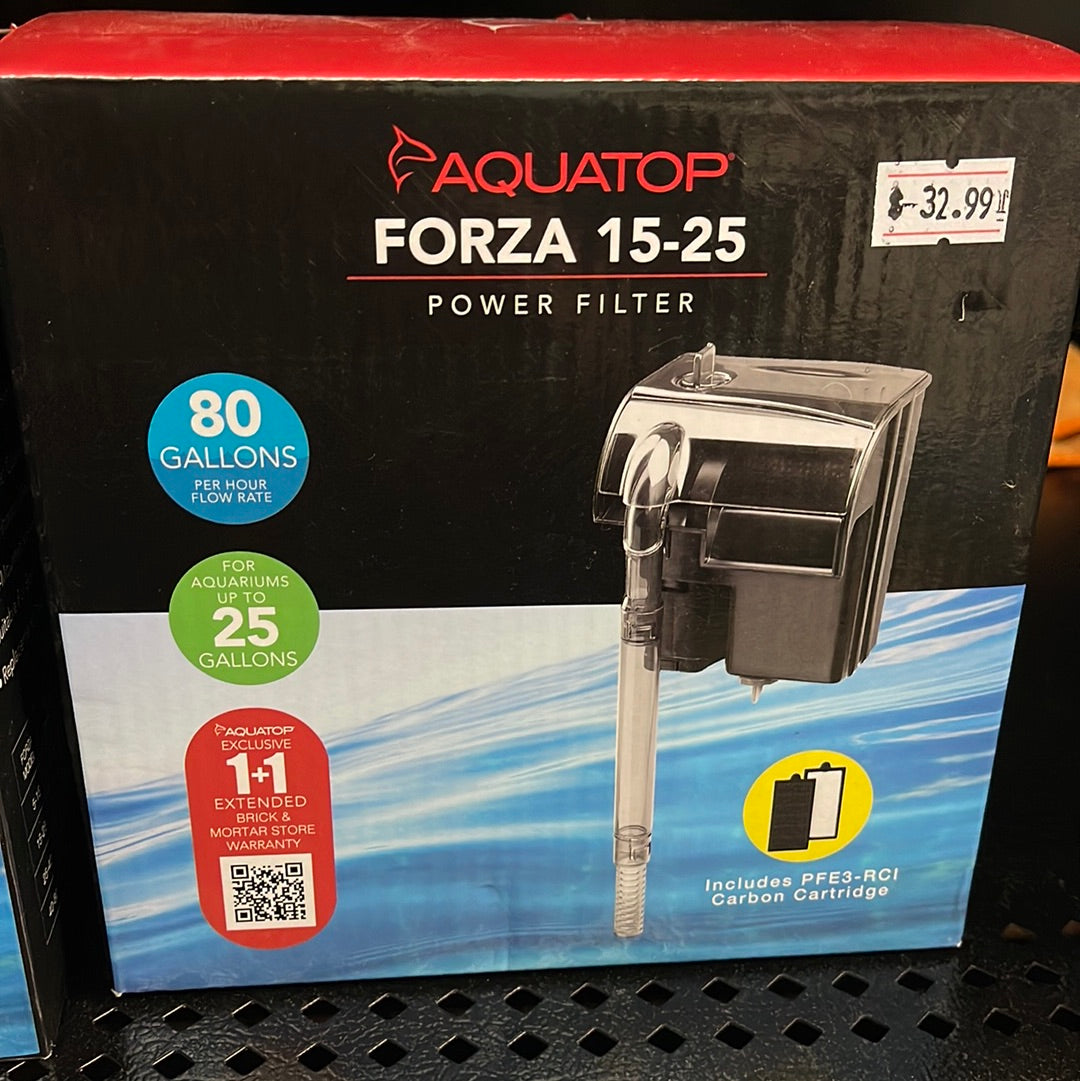 AQUATOP
FORZA 15-25
POWER FILTER
$-32.99
80
GALLONS
PER HOUR
FLOW RATE
FOR
AQUARIUMS
UP TO
25
GALLONS
AQUATOP
EXCLUSIVE
1+1
EXTENDED
BRICK &
MORTAR STORE
WARRANTY
Includes PFE3-RCI
Carbon Cartridge